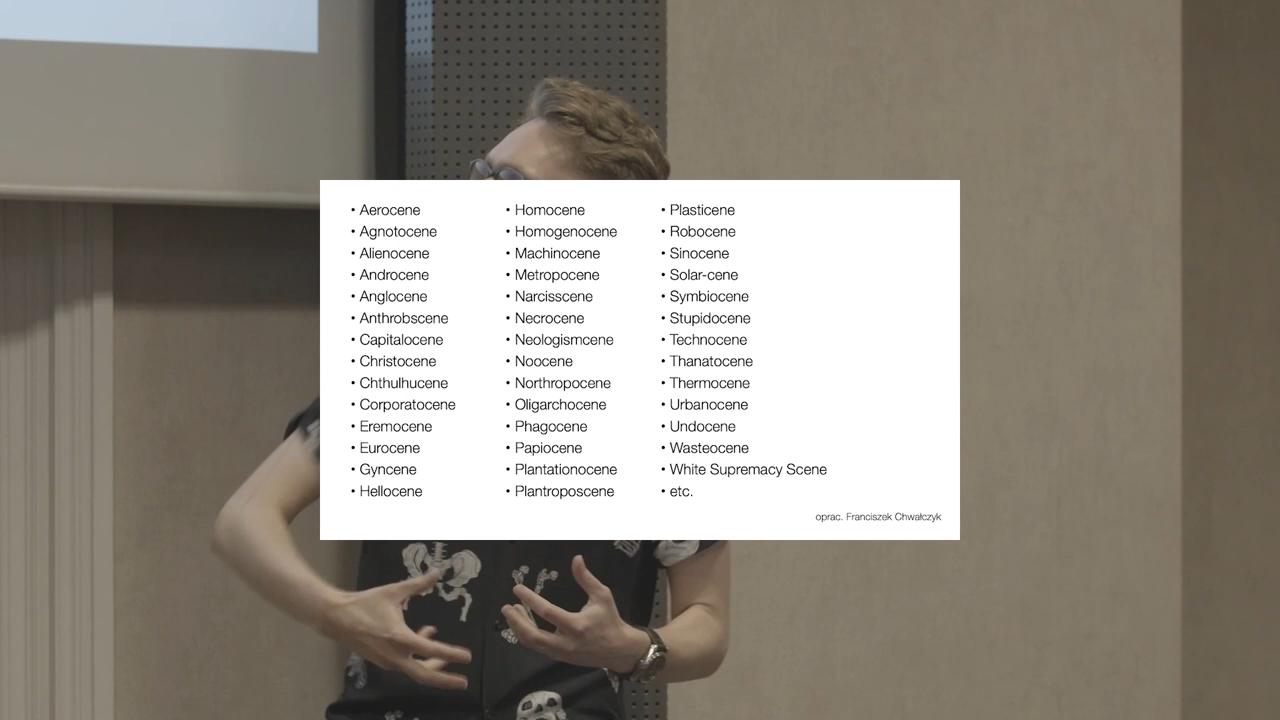 • Aerocene
• Agnotocene
• Alienocene
• Androcene
• Anglocene
• Anthrobscene
• Capitalocene
• Christocene
• Chthulhucene
• Corporatocene
• Eremocene
• Eurocene
• Gyncene
• Hellocene
• Homocene
• Homogenocene
• Machinocene
• Metropocene
• Narcisscene
• Necrocene
• Neologismcene
• Noocene
• Northropocene
• Oligarchocene
• Phagocene
• Papiocene
• Plantationocene
• Plantroposcene
• Plasticene
• Robocene
• Sinocene
• Solar-cene
• Symbiocene
• Stupidocene
• Technocene
• Thanatocene
• Thermocene
• Urbanocene
• Undocene
• Wasteocene
• White Supremacy Scene
• etc.
oprac. Franciszek Chwałczyk